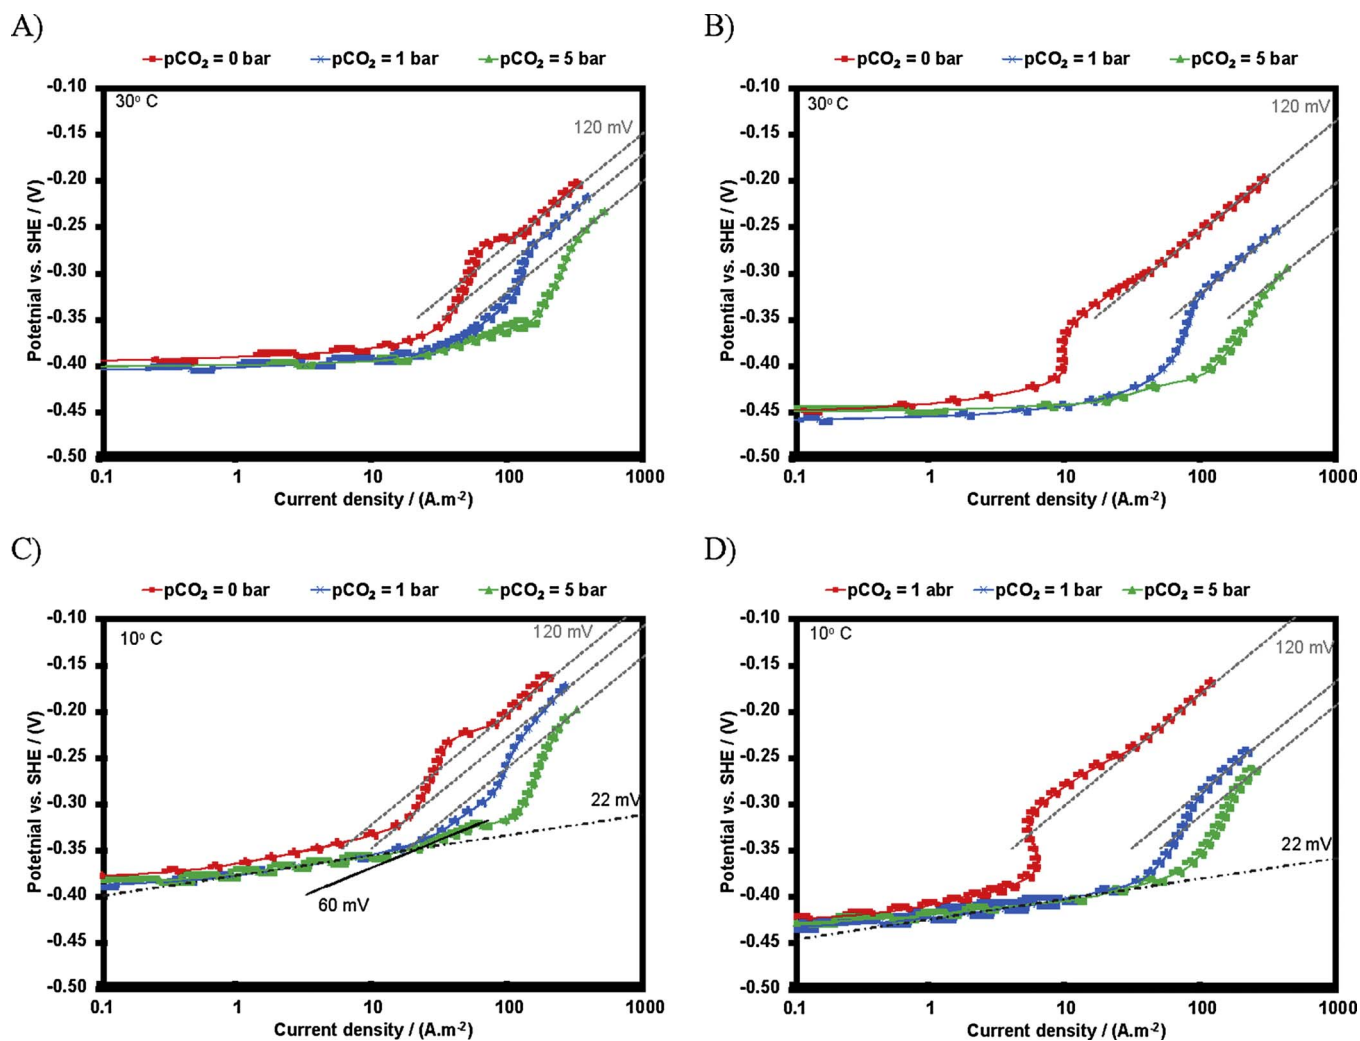 A)
pCO₂ = 0 bar pCO₂ = 1 bar pCO₂ = 5 bar
30° C
120 mV
-0.10
-0.15
-0.20
-0.25
-0.30
-0.35
-0.40
-0.45
-0.50
Potetnial vs. SHE / (V)
0.1 1 10 100 1000
Current density / (A.m⁻²)
B)
pCO₂ = 0 bar pCO₂ = 1 bar pCO₂ = 5 bar
30° C
120 mV
-0.10
-0.15
-0.20
-0.25
-0.30
-0.35
-0.40
-0.45
-0.50
Potetnial vs. SHE / (V)
0.1 1 10 100 1000
Current density / (A.m⁻²)
C)
pCO₂ = 0 bar pCO₂ = 1 bar pCO₂ = 5 bar
10° C
120 mV
22 mV
60 mV
-0.10
-0.15
-0.20
-0.25
-0.30
-0.35
-0.40
-0.45
-0.50
Potetnial vs. SHE / (V)
0.1 1 10 100 1000
Current density / (A.m⁻²)
D)
pCO₂ = 1 abr pCO₂ = 1 bar pCO₂ = 5 bar
10° C
120 mV
22 mV
-0.10
-0.15
-0.20
-0.25
-0.30
-0.35
-0.40
-0.45
-0.50
Potetnial vs. SHE / (V)
0.1 1 10 100 1000
Current density / (A.m⁻²)